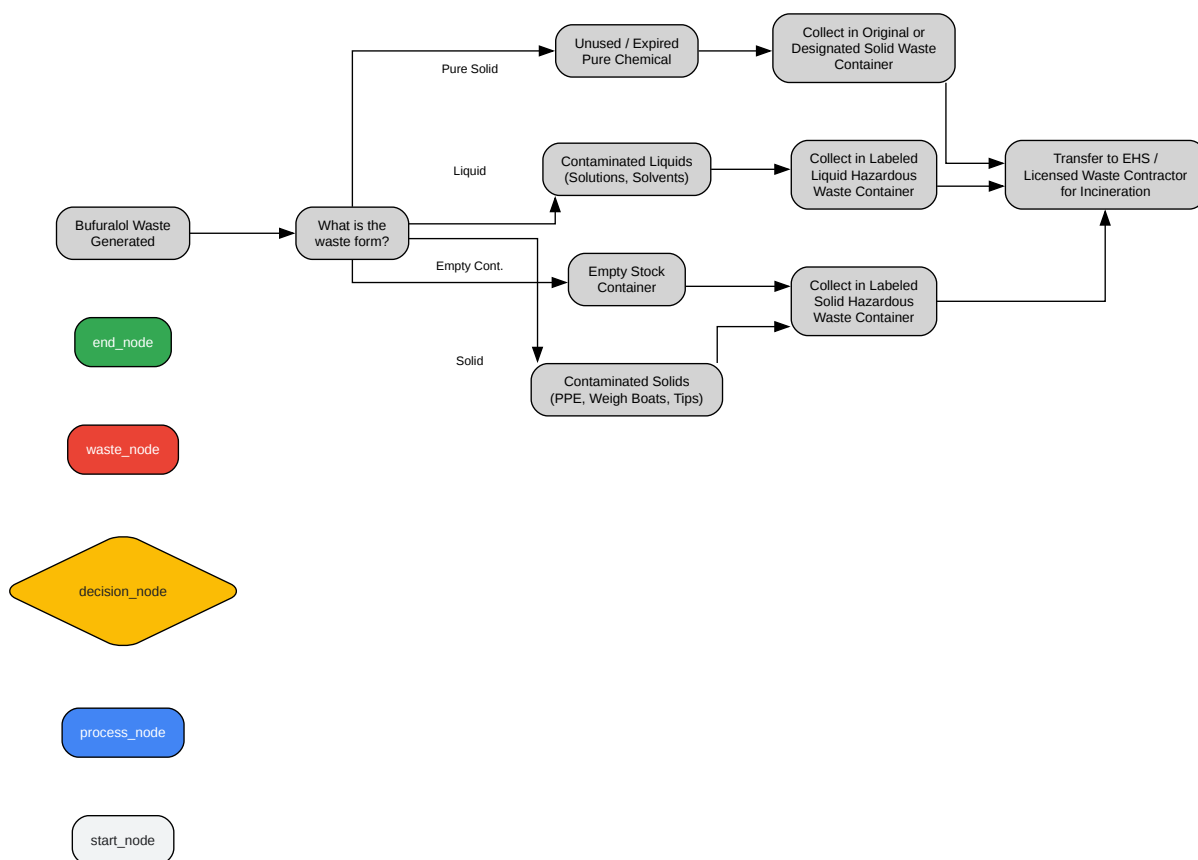 Unused / Expired
Pure Chemical
Collect in Original or
Designated Solid Waste
Container
Pure Solid
Contaminated Liquids
(Solutions, Solvents)
Collect in Labeled
Liquid Hazardous
Waste Container
Transfer to EHS /
Licensed Waste Contractor
for Incineration
Liquid
Bufuralol Waste
Generated
What is the
waste form?
Empty Cont.
Empty Stock
Container
Collect in Labeled
Solid Hazardous
Waste Container
Solid
Contaminated Solids
(PPE, Weigh Boats, Tips)
end_node
waste_node
decision_node
process_node
start_node